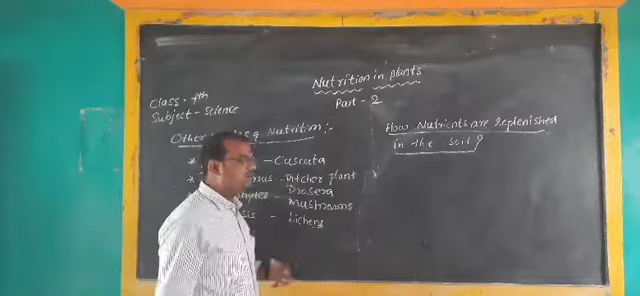 Nutrition in plants
Part - 2
Class - 7th
Subject - Science
Other Nutrition :-
* - Cuscuta
* - Pitcher plant
Drosera
- Mushrooms
- Lichens
How Nutrients are replenished
in the soil?
*